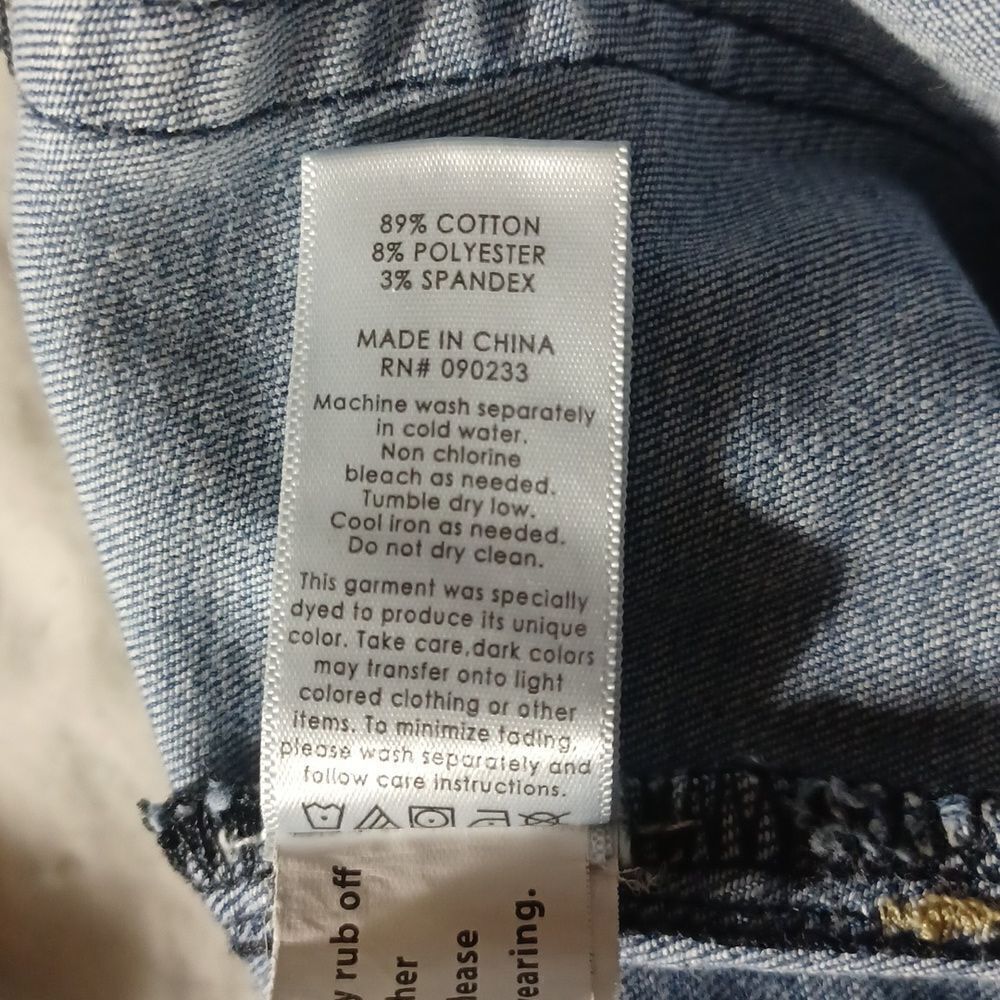 89% COTTON
8% POLYESTER
3% SPANDEX
MADE IN CHINA
RN# 090233
Machine wash separately
in cold water.
Non chlorine
bleach as needed.
Tumble dry low.
Cool iron as needed.
Do not dry clean.
This garment was specially
dyed to produce its unique
color. Take care,dark colors
may transfer onto light
colored clothing or other
items. To minimize fading,
please wash separately and
follow care instructions.
y rub off
her
lease
earing.